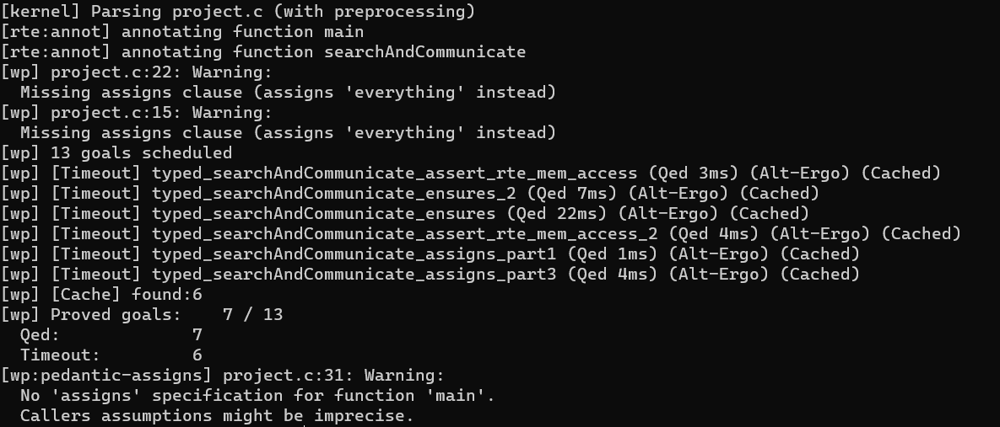 [kernel] Parsing project.c (with preprocessing)
[rte:annot] annotating function main
[rte:annot] annotating function searchAndCommunicate
[wp] project.c:22: Warning:
  Missing assigns clause (assigns 'everything' instead)
[wp] project.c:15: Warning:
  Missing assigns clause (assigns 'everything' instead)
[wp] 13 goals scheduled
[wp] [Timeout] typed_searchAndCommunicate_assert_rte_mem_access (Qed 3ms) (Alt-Ergo) (Cached)
[wp] [Timeout] typed_searchAndCommunicate_ensures_2 (Qed 7ms) (Alt-Ergo) (Cached)
[wp] [Timeout] typed_searchAndCommunicate_ensures (Qed 22ms) (Alt-Ergo) (Cached)
[wp] [Timeout] typed_searchAndCommunicate_assert_rte_mem_access_2 (Qed 4ms) (Alt-Ergo) (Cached)
[wp] [Timeout] typed_searchAndCommunicate_assigns_part1 (Qed 1ms) (Alt-Ergo) (Cached)
[wp] [Timeout] typed_searchAndCommunicate_assigns_part3 (Qed 4ms) (Alt-Ergo) (Cached)
[wp] [Cache] found:6
[wp] Proved goals:    7 / 13
  Qed:             7
  Timeout:         6
[wp:pedantic-assigns] project.c:31: Warning:
  No 'assigns' specification for function 'main'.
  Callers assumptions might be imprecise.